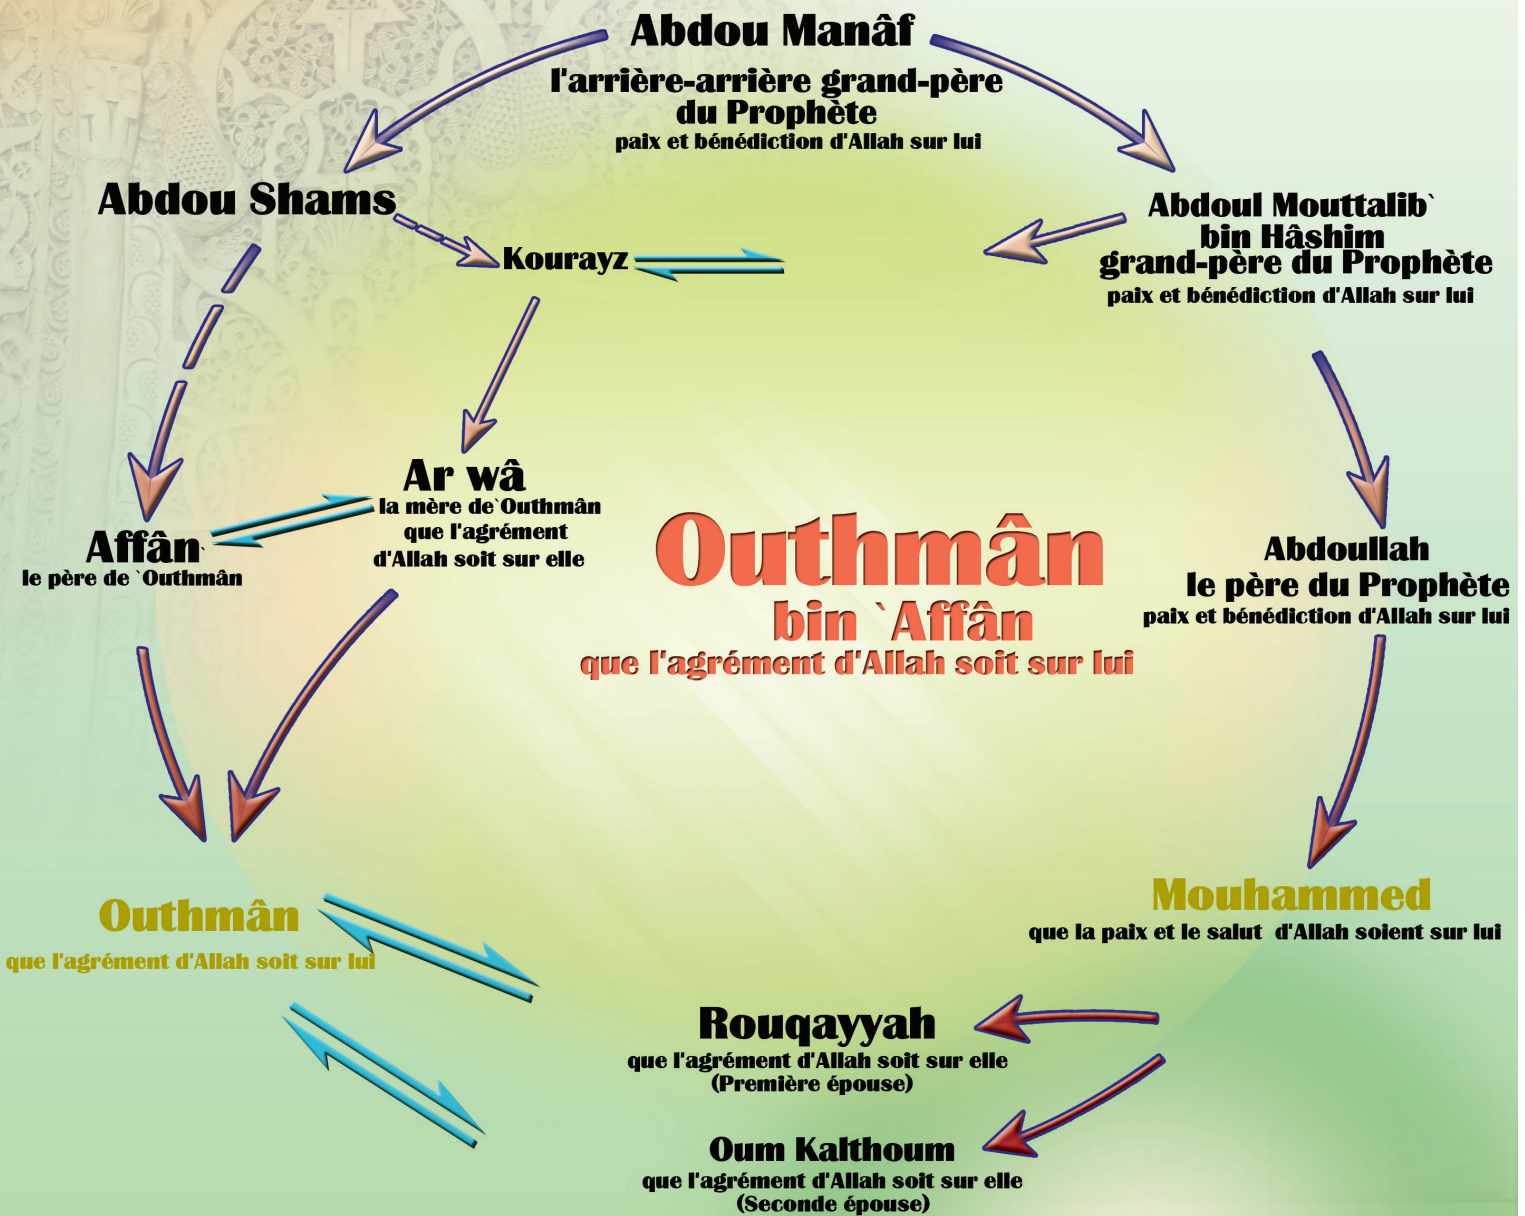 Abdou Manâf
l'arrière-arrière grand-père
du Prophète
paix et bénédiction d'Allah sur lui
Abdou Shams
Kourayz
Abdoul Mouttalib`
bin Hâshim
grand-père du Prophète
paix et bénédiction d'Allah sur lui
Ar wâ
la mère de`Outhmân
que l'agrément
d'Allah soit sur elle
Affân`
le père de `Outhmân
Outhmân
bin `Affân
que l'agrément d'Allah soit sur lui
Abdoullah
le père du Prophète
paix et bénédiction d'Allah sur lui
Outhmân
que l'agrément d'Allah soit sur lui
Mouhammed
que la paix et le salut d'Allah soient sur lui
Rouqayyah
que l'agrément d'Allah soit sur elle
(Première épouse)
Oum Kalthoum
que l'agrément d'Allah soit sur elle
(Seconde épouse)